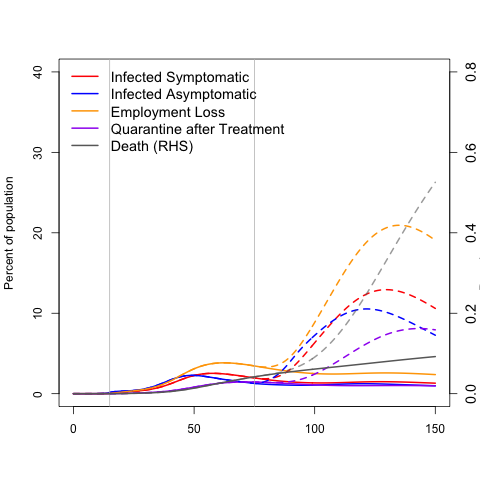 Infected Symptomatic
Infected Asymptomatic
Employment Loss
Quarantine after Treatment
Death (RHS)
Percent of population
40
30
20
10
0
0.8
0.6
0.4
0.2
0.0
0 50 100 150